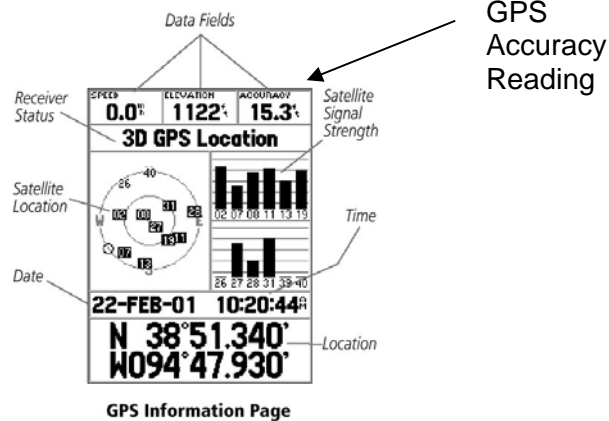 Data Fields
GPS
Accuracy
Reading
Receiver
Status
SPEED ELEVATION ACCURACY
0.0 1122 15.3
3D GPS Location
Satellite
Signal
Strength
Satellite
Location
40
26
02 00 31 28
27
W E
19 11
07
13
S
02 07 08 11 13 19
26 27 28 31 39 40
Time
Date
22-FEB-01 10:20:44
N 38°51.340'
W094°47.930'
Location
GPS Information Page